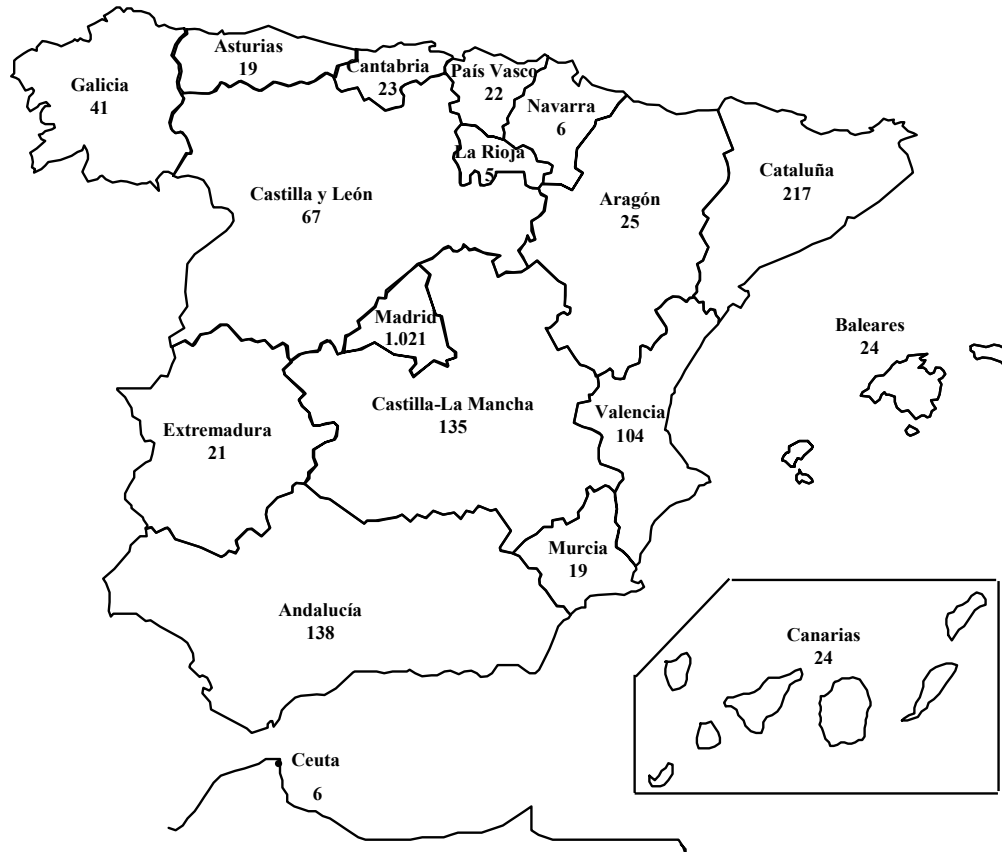 Asturias
19
Cantabria
23
País Vasco
22
Galicia
41
Navarra
6
La Rioja
5
Castilla y León
67
Aragón
25
Cataluña
217
Madrid
1.021
Baleares
24
Castilla-La Mancha
135
Valencia
104
Extremadura
21
Murcia
19
Andalucía
138
Canarias
24
Ceuta
6